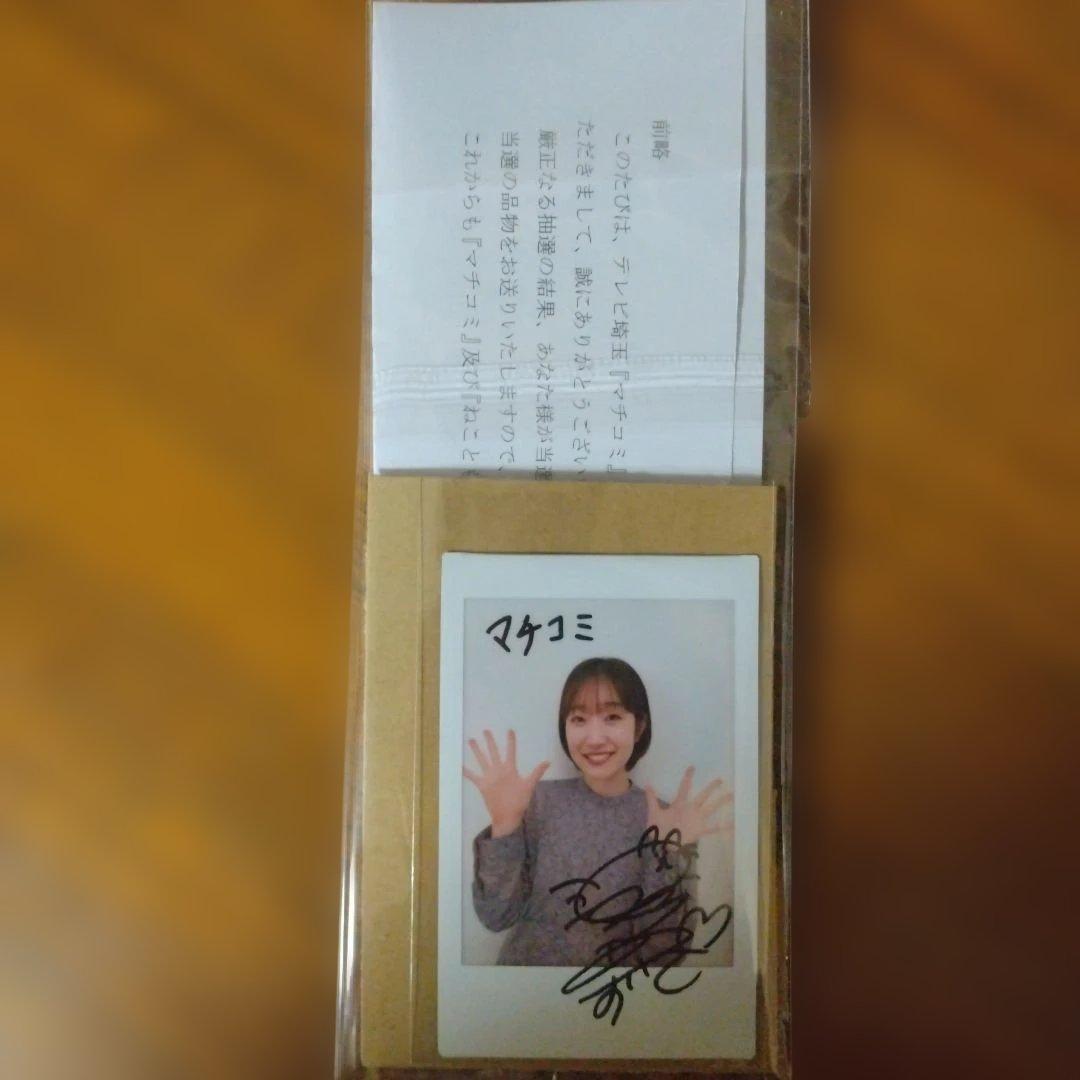 前略
このたびは、テレビ埼玉『マチコミ』
ただきまして、誠にありがとうござい
厳正なる抽選の結果、あなた様が当選
当選の品物をお送りいたしますので、
これからも『マチコミ』及び『ねこと
マチコミ